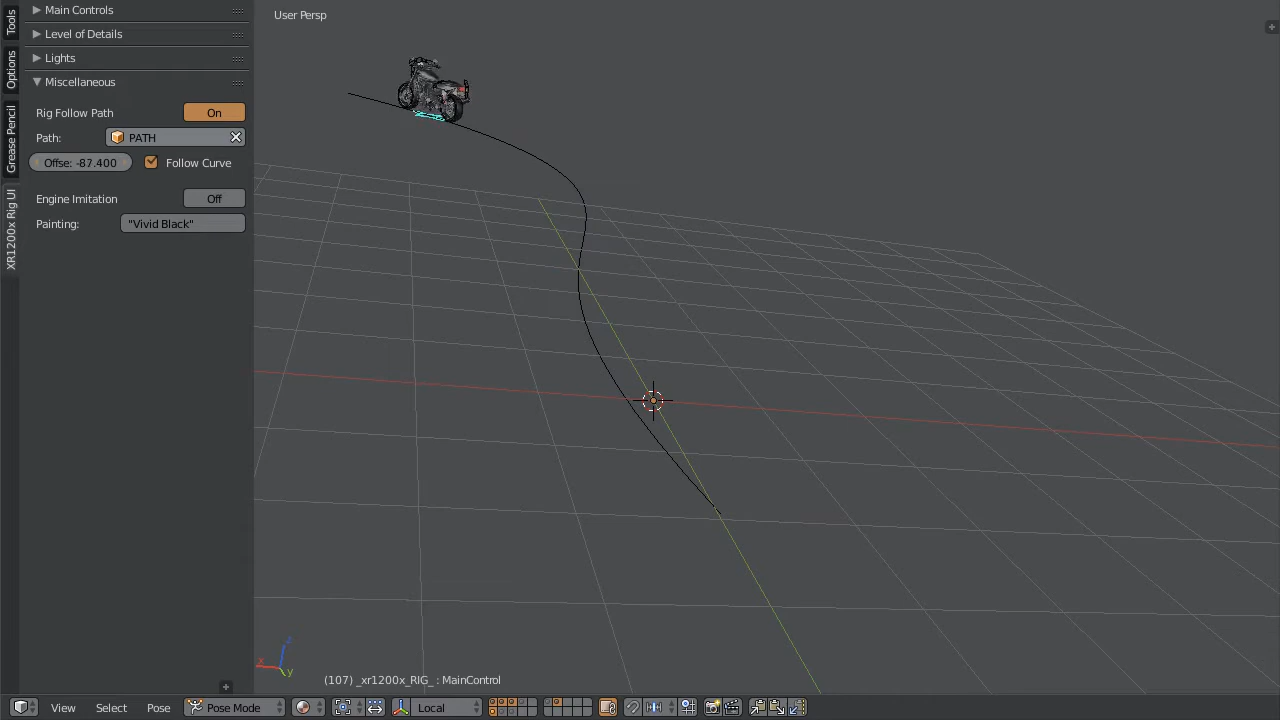 Tools
Options
Grease Pencil
XR1200x Rig UI
Main Controls
Level of Details
Lights
Miscellaneous
Rig Follow Path On
Path: PATH
Offse: -87.400 Follow Curve
Engine Imitation Off
Painting: "Vivid Black"
User Persp
z
x
y
(107) _xr1200x_RIG_ : MainControl
View Select Pose Pose Mode Local